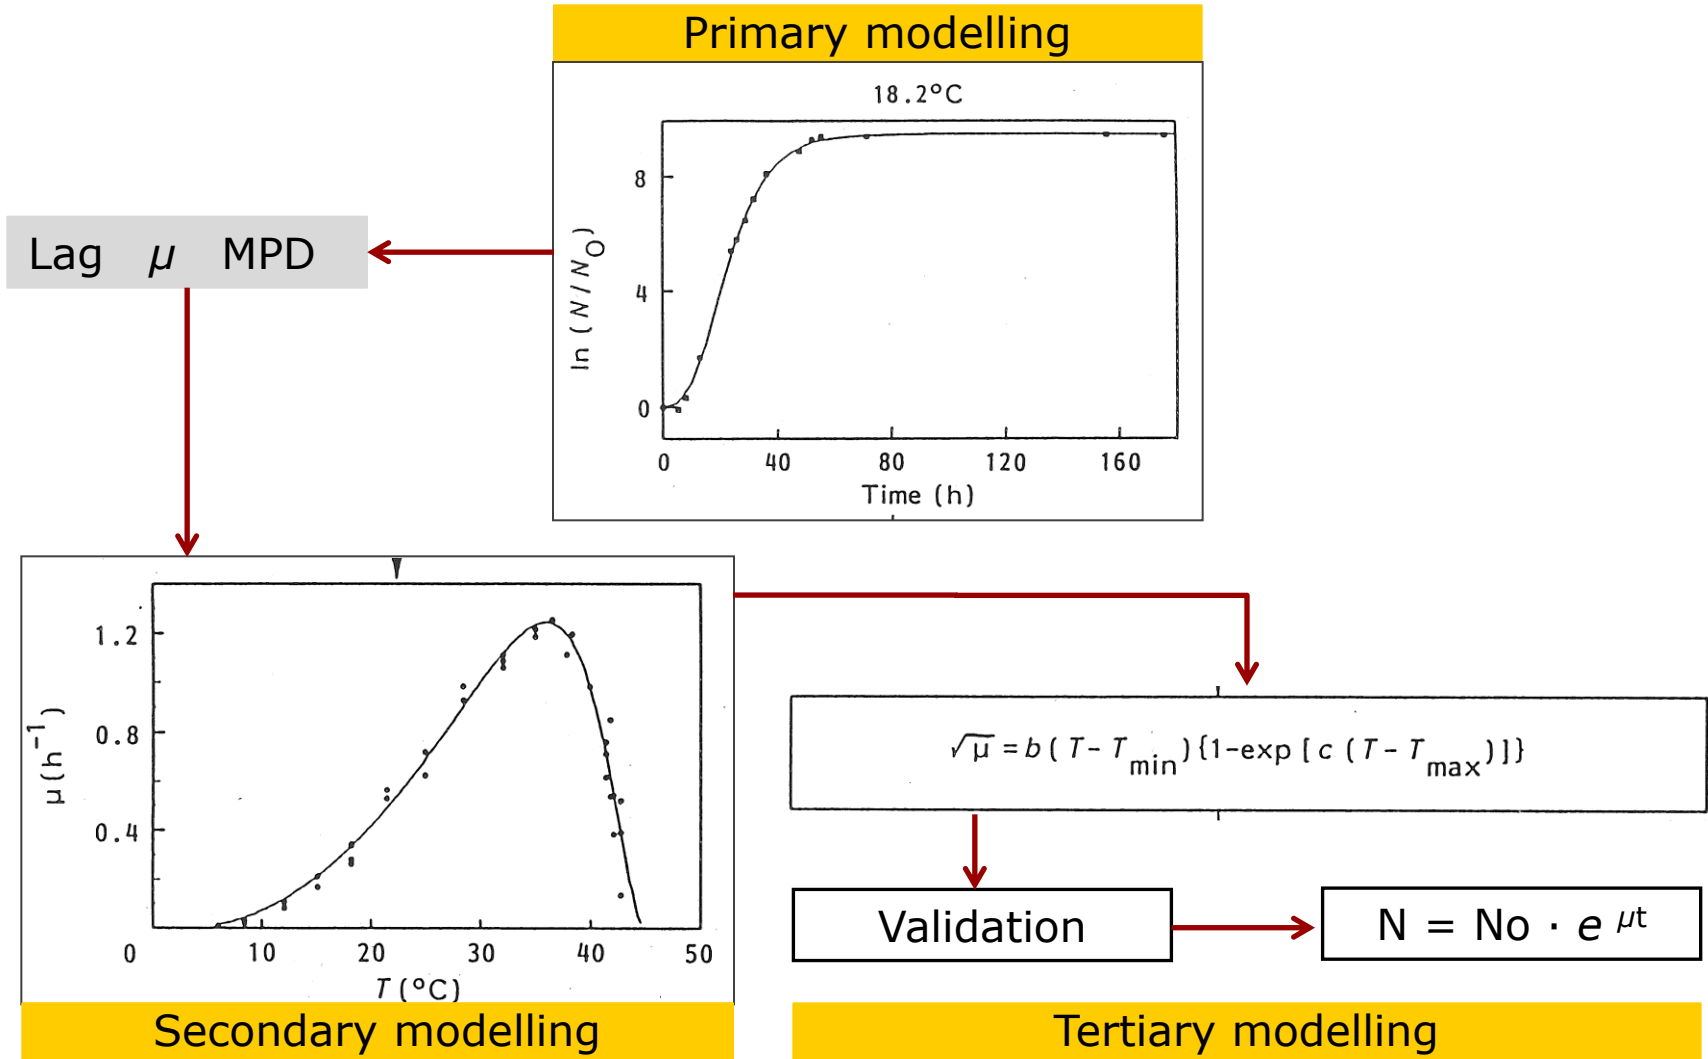 Primary modelling
18.2°C
8
4
0
ln (N/N₀)
0 40 80 120 160
Time (h)
Lag μ MPD
1.2
0.8
0.4
μ (h⁻¹)
0 10 20 30 40 50
T (°C)
Secondary modelling
√μ = b (T - T_min) {1-exp [c (T - T_max)]}
Validation
N = No · e^μt
Tertiary modelling